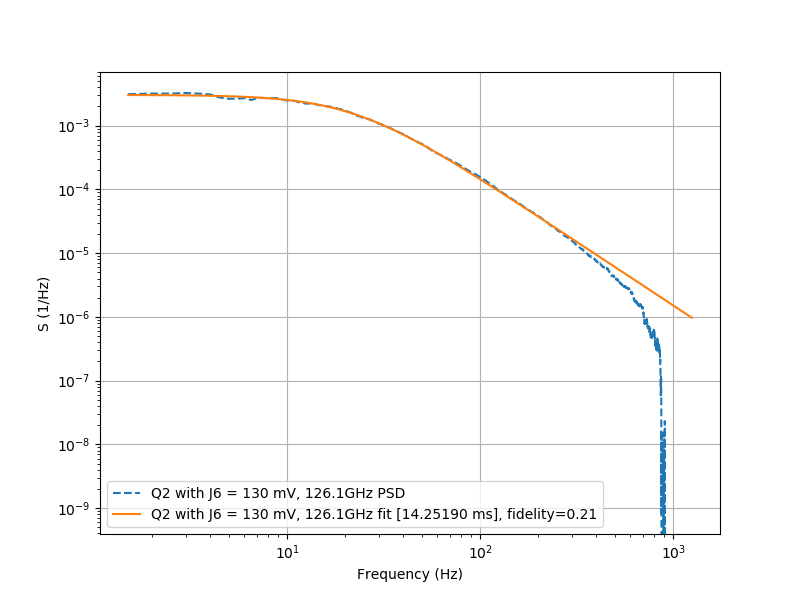 10⁻³
10⁻⁴
10⁻⁵
10⁻⁶
10⁻⁷
10⁻⁸
10⁻⁹
S (1/Hz)
Q2 with J6 = 130 mV, 126.1GHz PSD
Q2 with J6 = 130 mV, 126.1GHz fit [14.25190 ms], fidelity=0.21
10¹ 10² 10³
Frequency (Hz)